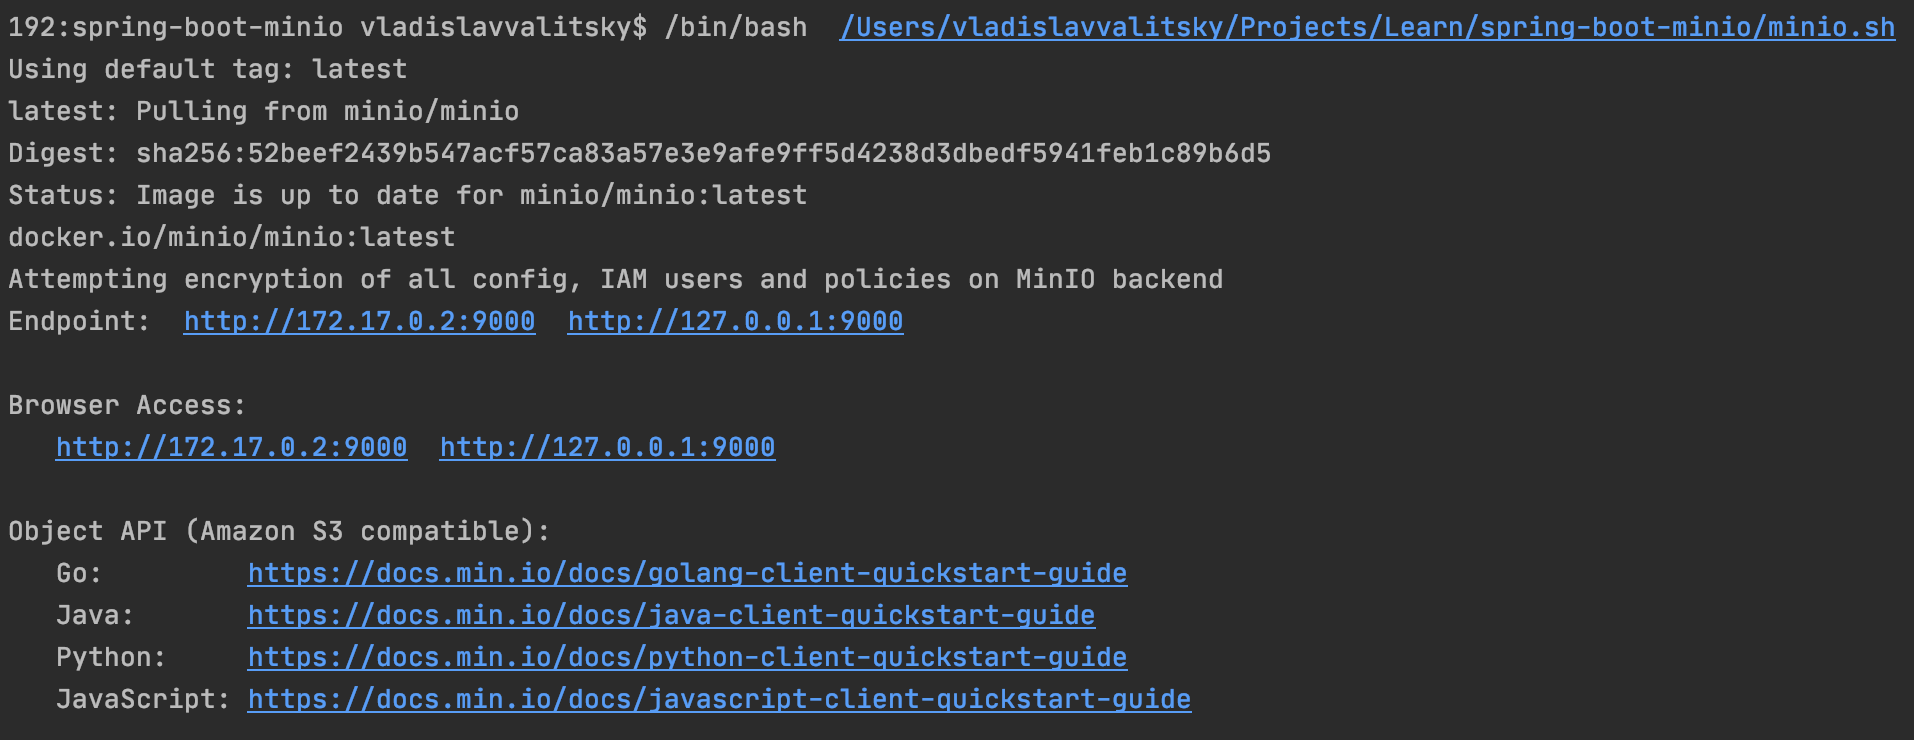 192:spring-boot-minio vladislavvalitsky$ /bin/bash  /Users/vladislavvalitsky/Projects/Learn/spring-boot-minio/minio.sh
Using default tag: latest
latest: Pulling from minio/minio
Digest: sha256:52beef2439b547acf57ca83a57e3e9afe9ff5d4238d3dbedf5941feb1c89b6d5
Status: Image is up to date for minio/minio:latest
docker.io/minio/minio:latest
Attempting encryption of all config, IAM users and policies on MinIO backend
Endpoint:  http://172.17.0.2:9000  http://127.0.0.1:9000
Browser Access:
   http://172.17.0.2:9000  http://127.0.0.1:9000
Object API (Amazon S3 compatible):
   Go:         https://docs.min.io/docs/golang-client-quickstart-guide
   Java:       https://docs.min.io/docs/java-client-quickstart-guide
   Python:     https://docs.min.io/docs/python-client-quickstart-guide
   JavaScript: https://docs.min.io/docs/javascript-client-quickstart-guide